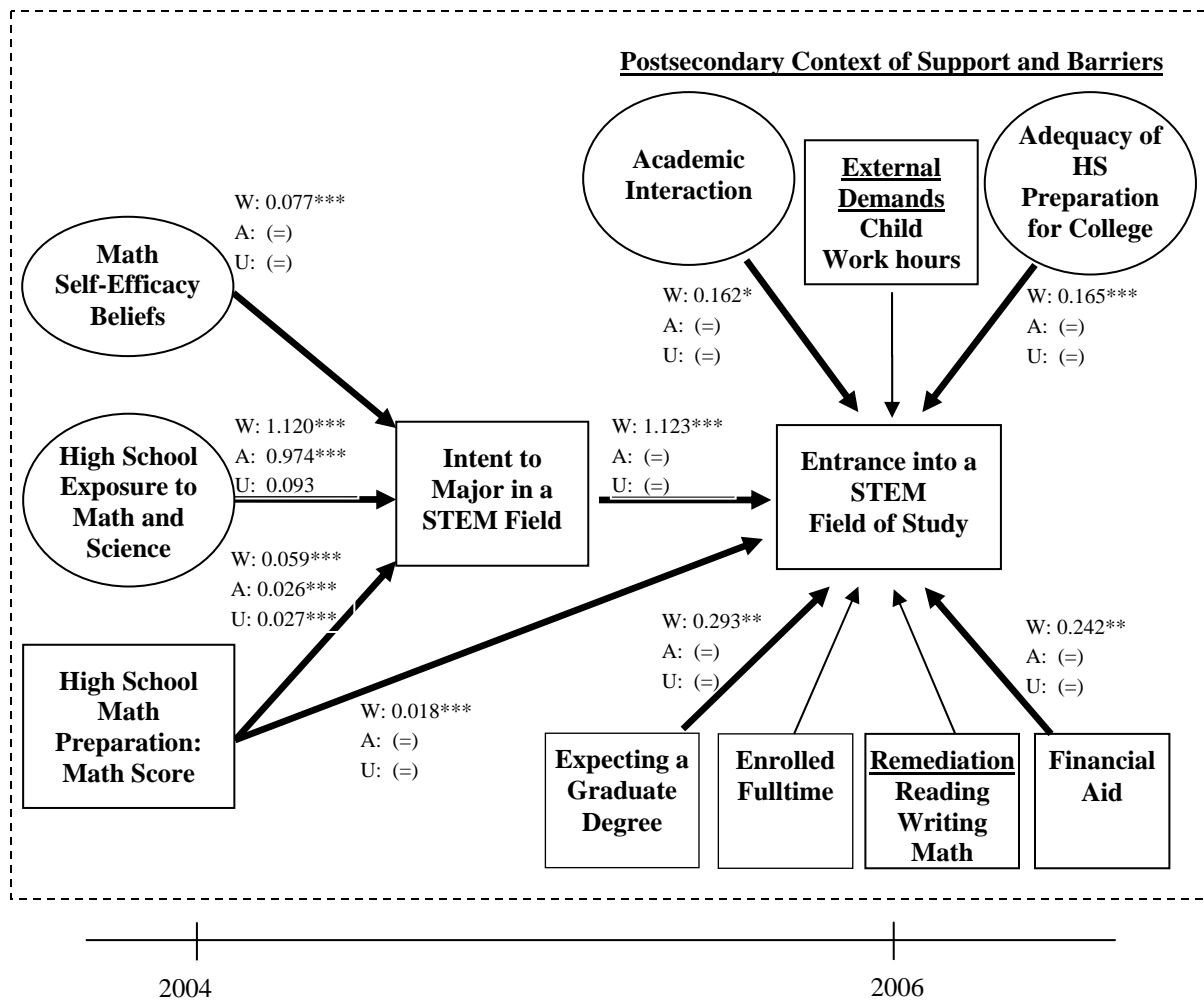 Postsecondary Context of Support and Barriers
Academic
Interaction
External
Demands
Child
Work hours
Adequacy of
HS
Preparation
for College
W: 0.077***
A: (=)
U: (=)
Math
Self-Efficacy
Beliefs
W: 0.162*
A: (=)
U: (=)
W: 0.165***
A: (=)
U: (=)
High School
Exposure to
Math and
Science
W: 1.120***
A: 0.974***
U: 0.093
Intent to
Major in a
STEM Field
W: 1.123***
A: (=)
U: (=)
Entrance into a
STEM
Field of Study
W: 0.059***
A: 0.026***
U: 0.027***
High School
Math
Preparation:
Math Score
W: 0.018***
A: (=)
U: (=)
W: 0.293**
A: (=)
U: (=)
W: 0.242**
A: (=)
U: (=)
Expecting a
Graduate
Degree
Enrolled
Fulltime
Remediation
Reading
Writing
Math
Financial
Aid
2004
2006